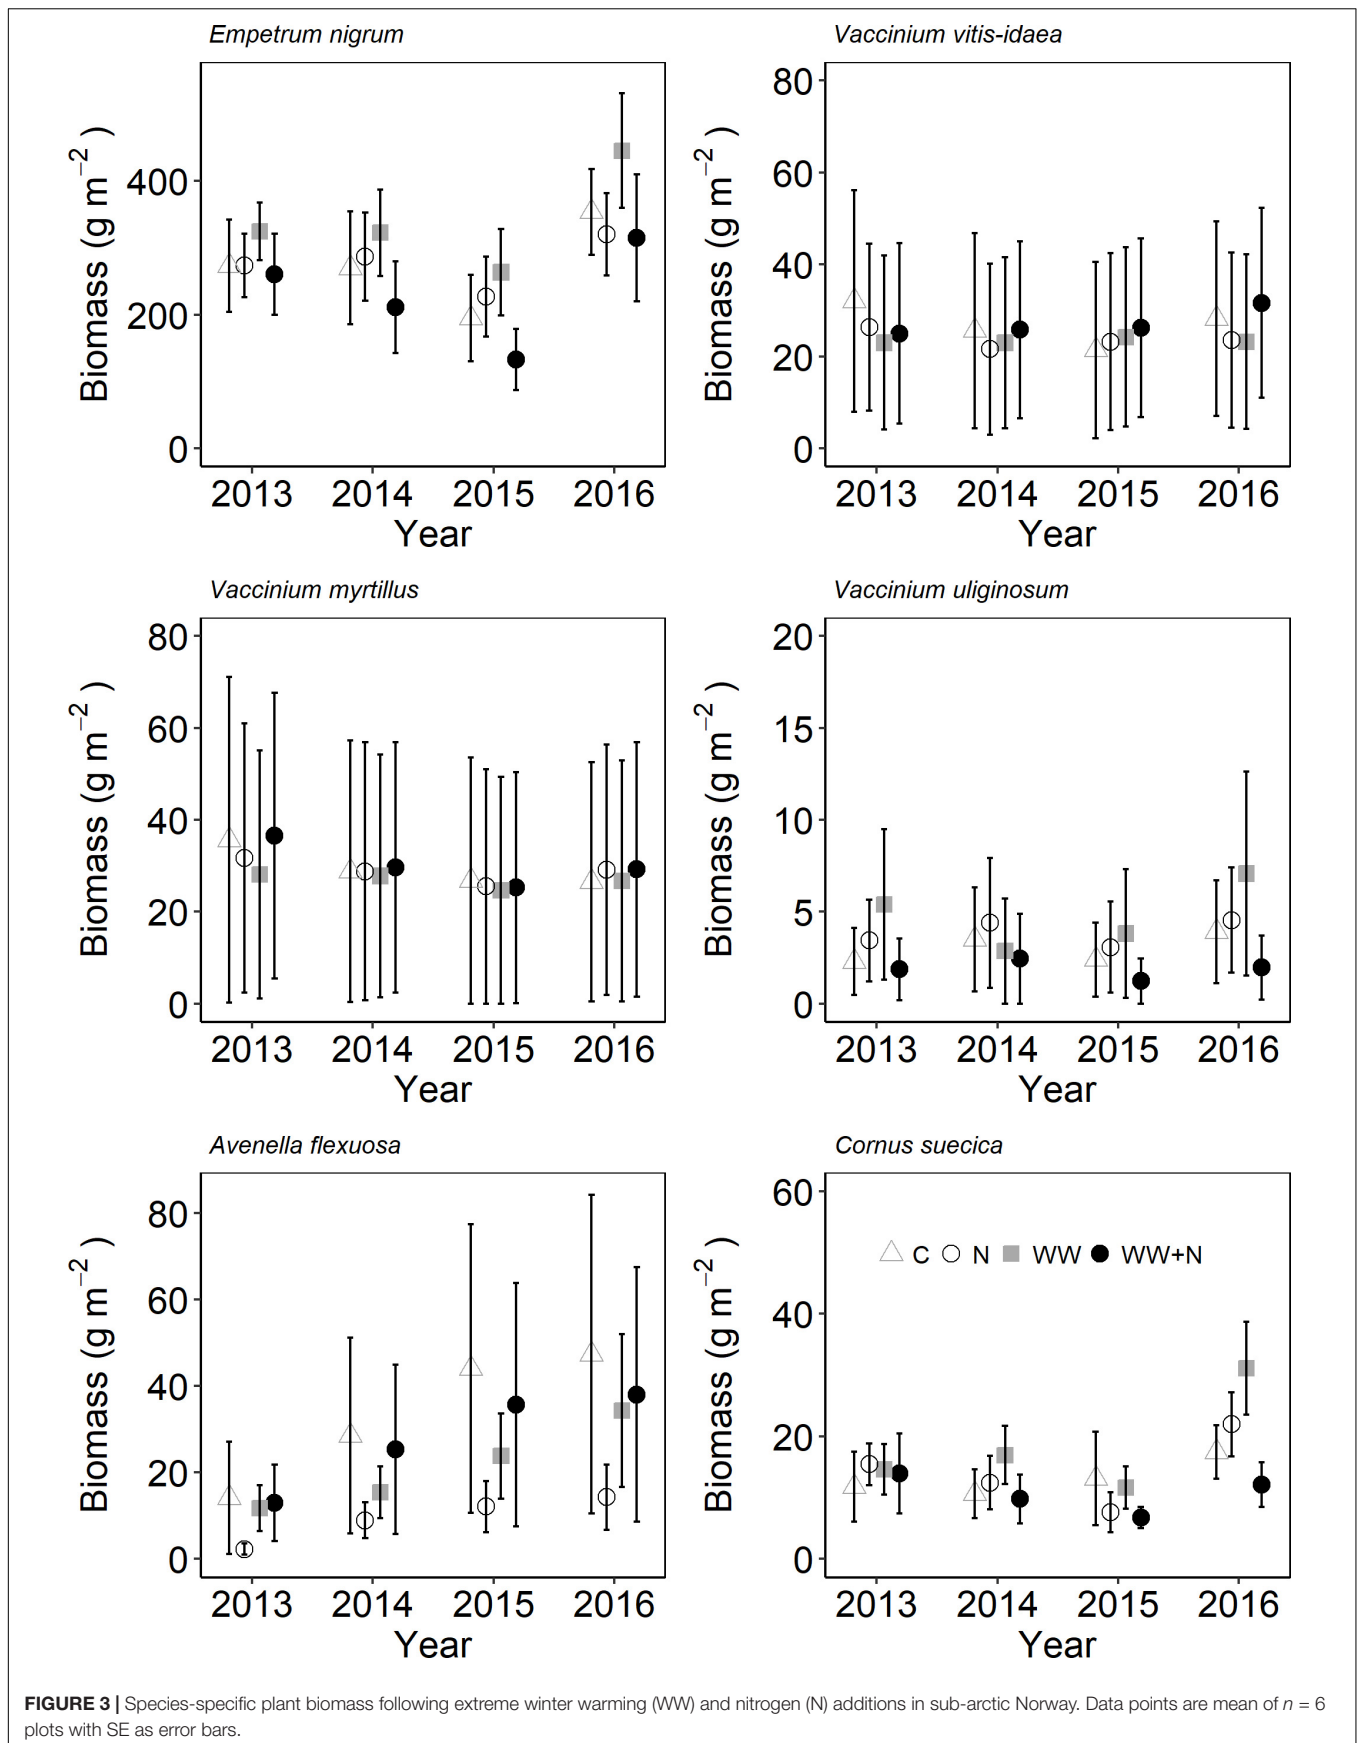 Empetrum nigrum
Biomass (g m−2 )
400
200
0
2013 2014 2015 2016
Year
Vaccinium vitis-idaea
Biomass (g m−2 )
80
60
40
20
0
2013 2014 2015 2016
Year
Vaccinium myrtillus
Biomass (g m−2 )
80
60
40
20
0
2013 2014 2015 2016
Year
Vaccinium uliginosum
Biomass (g m−2 )
20
15
10
5
0
2013 2014 2015 2016
Year
Avenella flexuosa
Biomass (g m−2 )
80
60
40
20
0
2013 2014 2015 2016
Year
Cornus suecica
Biomass (g m−2 )
60
40
20
0
C N WW WW+N
2013 2014 2015 2016
Year
FIGURE 3 | Species-specific plant biomass following extreme winter warming (WW) and nitrogen (N) additions in sub-arctic Norway. Data points are mean of n = 6
plots with SE as error bars.